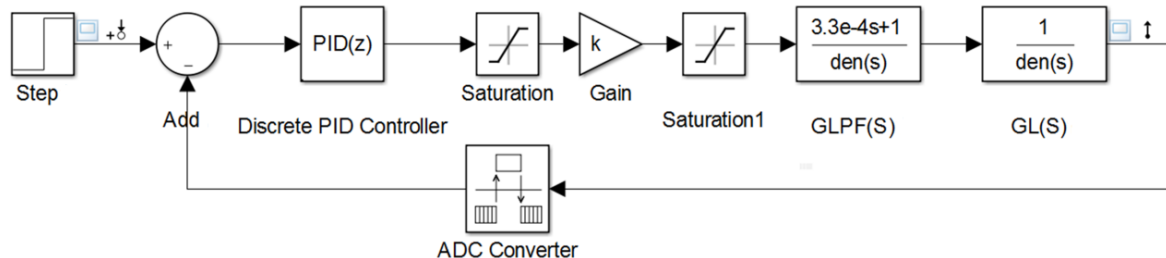 +
−
PID(z)
k
3.3e-4s+1
den(s)
1
den(s)
Step
Add
Discrete PID Controller
Saturation
Gain
Saturation1
GLPF(S)
GL(S)
ADC Converter